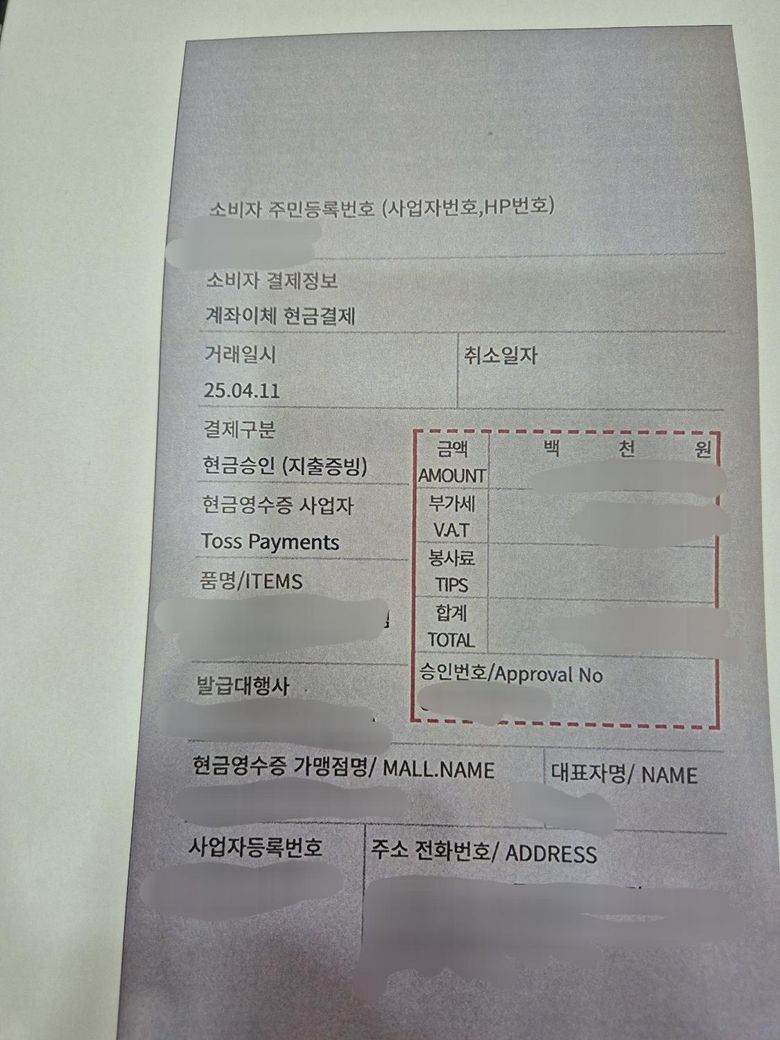 소비자 주민등록번호 (사업자번호,HP번호)
소비자 결제정보
계좌이체 현금결제
거래일시
취소일자
25.04.11
결제구분
현금승인 (지출증빙)
현금영수증 사업자
Toss Payments
품명/ITEMS
발급대행사
금액 백 천 원
AMOUNT
부가세
V.A.T
봉사료
TIPS
합계
TOTAL
승인번호/Approval No
현금영수증 가맹점명/ MALL.NAME
대표자명/ NAME
사업자등록번호
주소 전화번호/ ADDRESS